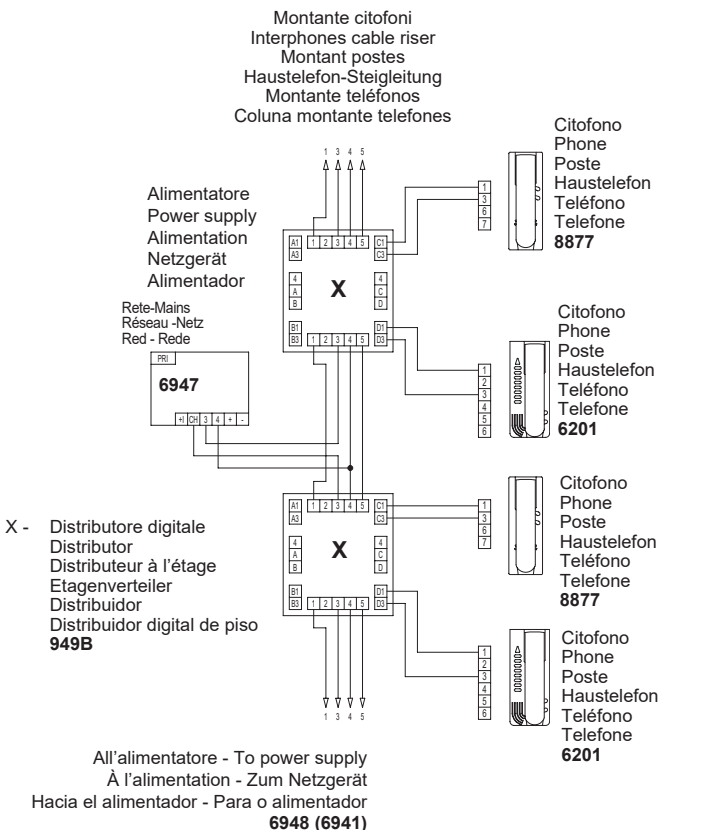 Montante citofoni
Interphones cable riser
Montant postes
Haustelefon-Steigleitung
Montante teléfonos
Coluna montante telefones
1 3 4 5
Citofono
Phone
Poste
Haustelefon
Teléfono
Telefone
8877
1
3
6
7
Alimentatore
Power supply
Alimentation
Netzgerät
Alimentador
A1 1 2 3 4 5 C1
A3 C3
4 4
A X C
B D
B1 D1
B3 1 2 3 4 5 D3
Rete-Mains
Réseau -Netz
Red - Rede
PRI
6947
+I CH 3 4 + -
Citofono
Phone
Poste
Haustelefon
Teléfono
Telefone
6201
1
2
3
4
5
6
A1 1 2 3 4 5 C1
A3 C3
4 4
A X C
B D
B1 D1
B3 1 2 3 4 5 D3
1
3
6
7
Citofono
Phone
Poste
Haustelefon
Teléfono
Telefone
8877
X - Distributore digitale
Distributor
Distributeur à l'étage
Etagenverteiler
Distribuidor
Distribuidor digital de piso
949B
1
2
3
4
5
6
Citofono
Phone
Poste
Haustelefon
Teléfono
Telefone
6201
1 3 4 5
All'alimentatore - To power supply
À l'alimentation - Zum Netzgerät
Hacia el alimentador - Para o alimentador
6948 (6941)